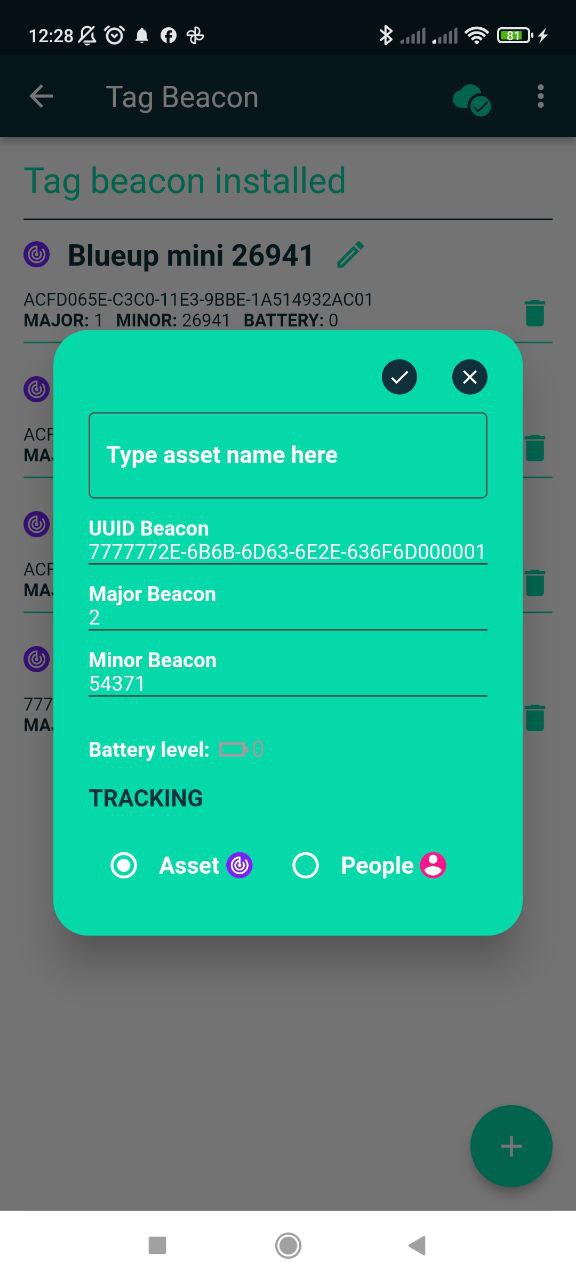 12:28
81
Tag Beacon
Tag beacon installed
Blueup mini 26941
ACFD065E-C3C0-11E3-9BBE-1A514932AC01
MAJOR: 1 MINOR: 26941 BATTERY: 0
ACF
MA
ACF
MA
777
MA
Type asset name here
UUID Beacon
7777772E-6B6B-6D63-6E2E-636F6D000001
Major Beacon
2
Minor Beacon
54371
Battery level: 0
TRACKING
Asset People